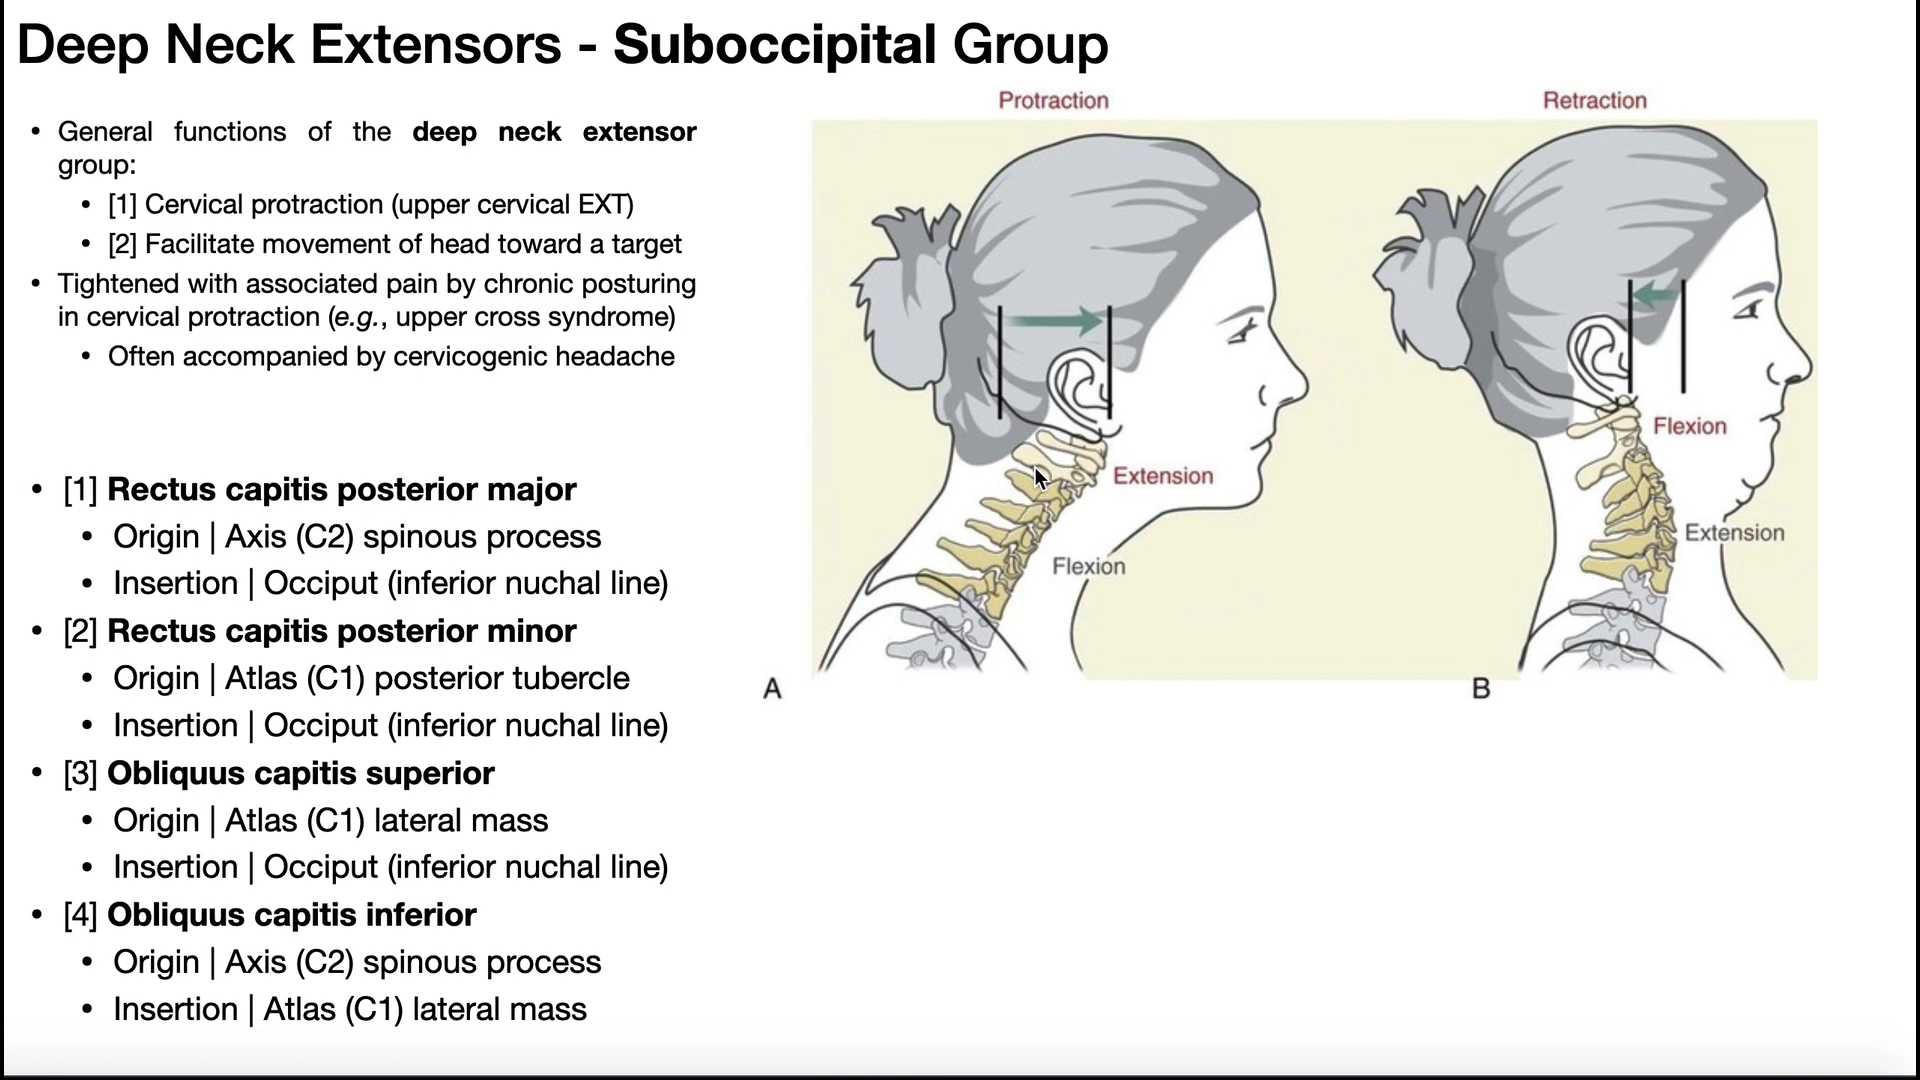 Deep Neck Extensors - Suboccipital Group
• General functions of the deep neck extensor
group:
• [1] Cervical protraction (upper cervical EXT)
• [2] Facilitate movement of head toward a target
• Tightened with associated pain by chronic posturing
in cervical protraction (e.g., upper cross syndrome)
• Often accompanied by cervicogenic headache
• [1] Rectus capitis posterior major
• Origin | Axis (C2) spinous process
• Insertion | Occiput (inferior nuchal line)
• [2] Rectus capitis posterior minor
• Origin | Atlas (C1) posterior tubercle
• Insertion | Occiput (inferior nuchal line)
• [3] Obliquus capitis superior
• Origin | Atlas (C1) lateral mass
• Insertion | Occiput (inferior nuchal line)
• [4] Obliquus capitis inferior
• Origin | Axis (C2) spinous process
• Insertion | Atlas (C1) lateral mass
Protraction
Extension
Flexion
A
Retraction
Flexion
Extension
B